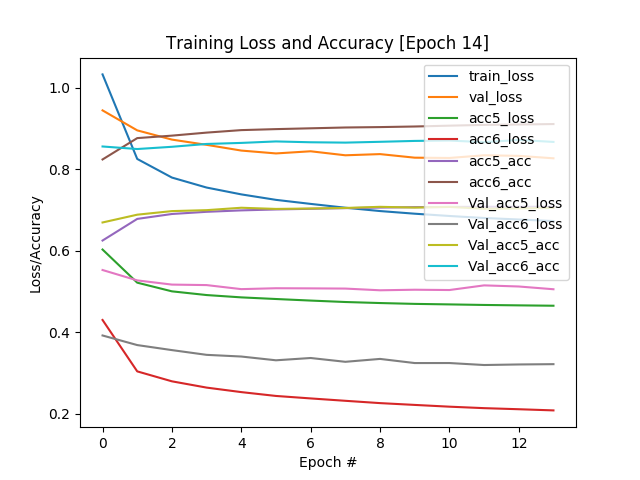 Training Loss and Accuracy [Epoch 14]
Loss/Accuracy
1.0
0.8
0.6
0.4
0.2
train_loss
val_loss
acc5_loss
acc6_loss
acc5_acc
acc6_acc
Val_acc5_loss
Val_acc6_loss
Val_acc5_acc
Val_acc6_acc
0 2 4 6 8 10 12
Epoch #